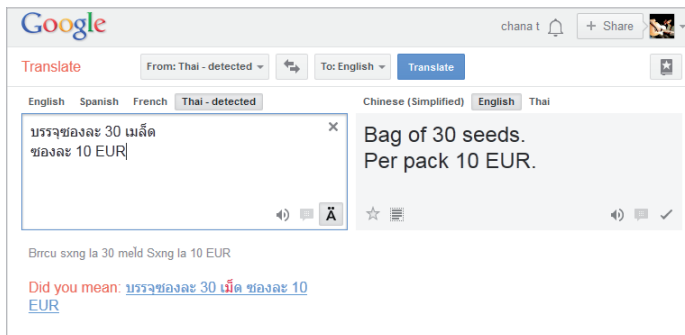 Google
chana t + Share
Translate From: Thai - detected To: English Translate
English Spanish French Thai - detected Chinese (Simplified) English Thai
บรรจุซองละ 30 เมล็ด
ซองละ 10 EUR
Bag of 30 seeds.
Per pack 10 EUR.
Ä
Brrcu sxng la 30 meld Sxng la 10 EUR
Did you mean: บรรจุซองละ 30 เม็ด ซองละ 10
EUR